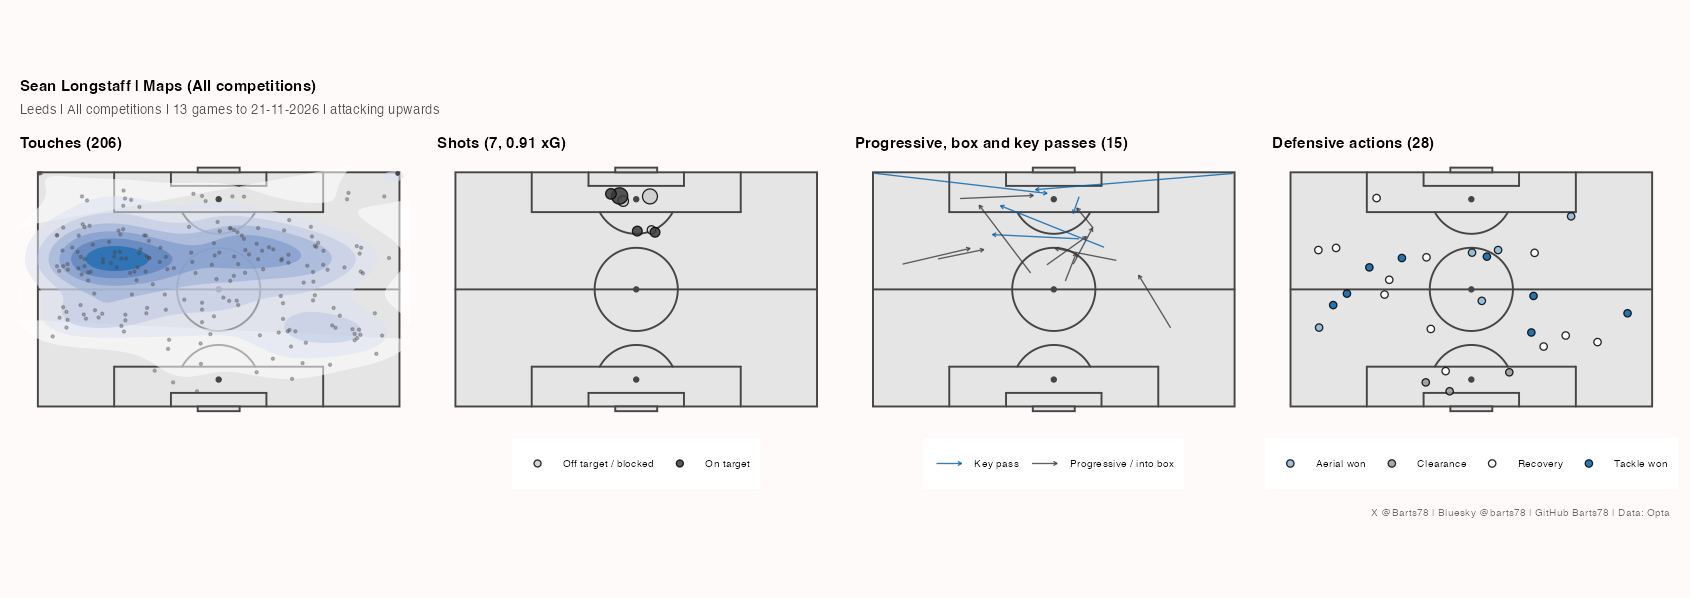 Sean Longstaff | Maps (All competitions)
Leeds | All competitions | 13 games to 21-11-2026 | attacking upwards
Touches (206)
Shots (7, 0.91 xG)
Progressive, box and key passes (15)
Defensive actions (28)
Off target / blocked
On target
Key pass
Progressive / into box
Aerial won
Clearance
Recovery
Tackle won
X @Barts78 | Bluesky @barts78 | GitHub Barts78 | Data: Opta